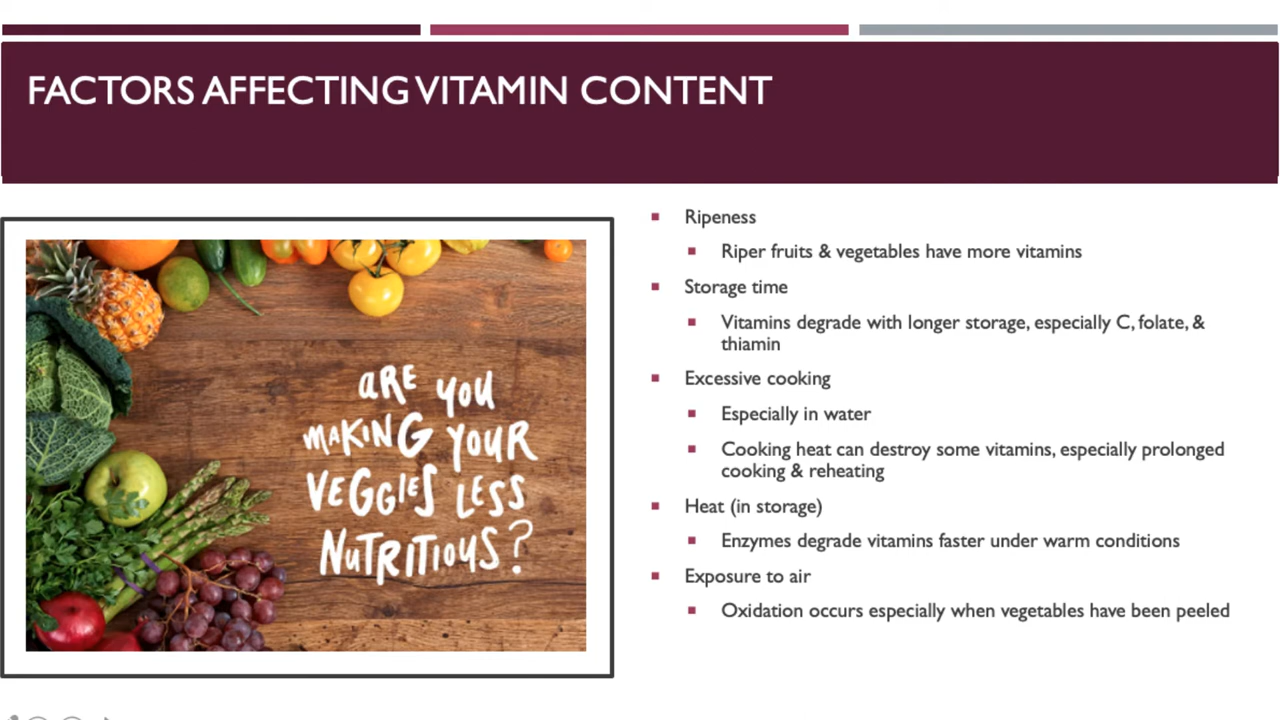 FACTORS AFFECTING VITAMIN CONTENT
ARE YOU
MAKING YOUR
VEGGIES LESS
NUTRITIOUS?
Ripeness
Riper fruits & vegetables have more vitamins
Storage time
Vitamins degrade with longer storage, especially C, folate, &
thiamin
Excessive cooking
Especially in water
Cooking heat can destroy some vitamins, especially prolonged
cooking & reheating
Heat (in storage)
Enzymes degrade vitamins faster under warm conditions
Exposure to air
Oxidation occurs especially when vegetables have been peeled